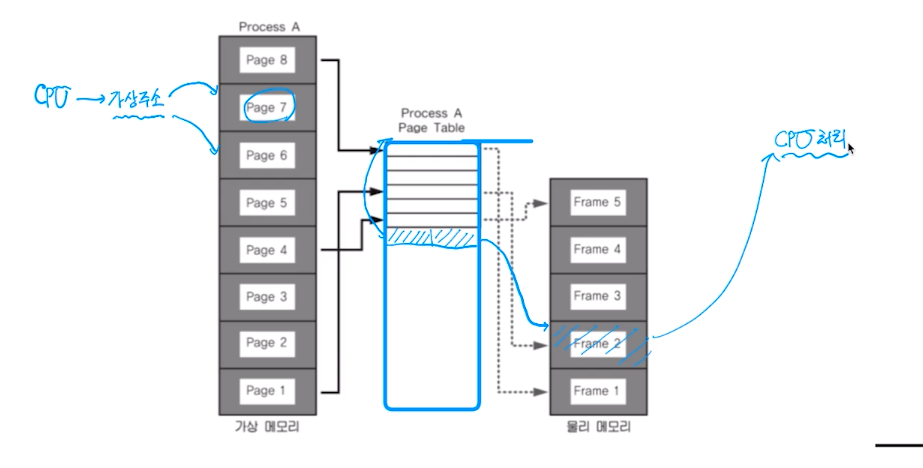 Process A
Page 8
Page 7
Page 6
Page 5
Page 4
Page 3
Page 2
Page 1
가상 메모리
CPU → 가상주소
Process A
Page Table
Frame 5
Frame 4
Frame 3
Frame 2
Frame 1
물리 메모리
CPU 처리